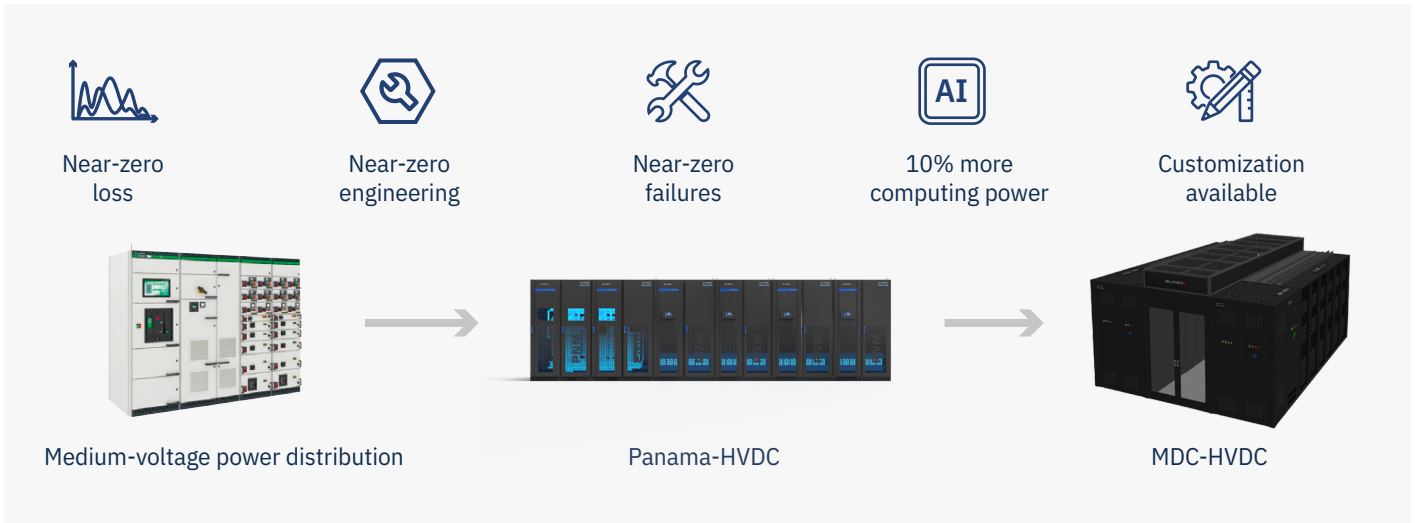 Near-zero
loss
Near-zero
engineering
Near-zero
failures
AI
10% more
computing power
Customization
available
Medium-voltage power distribution
Panama-HVDC
MDC-HVDC